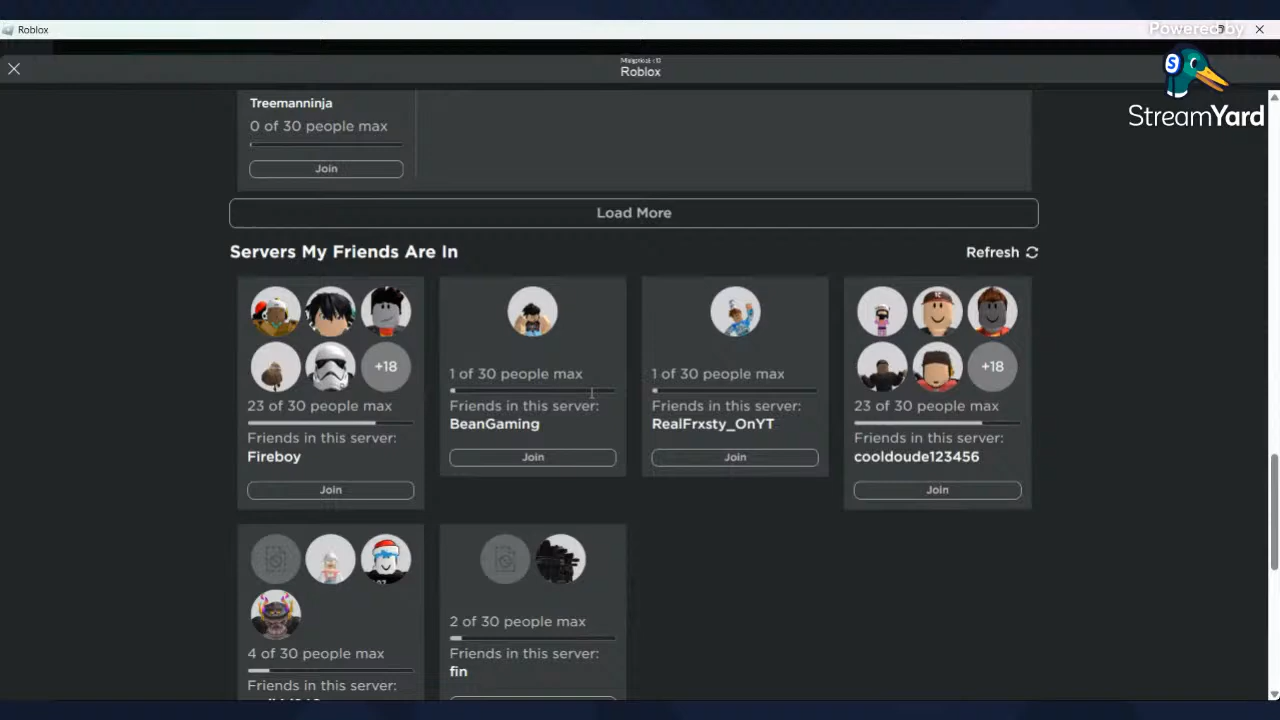 Roblox
Powered by
StreamYard
Roblox
Treemanninja
0 of 30 people max
Join
Load More
Servers My Friends Are In
Refresh
+18
23 of 30 people max
Friends in this server:
Fireboy
Join
1 of 30 people max
Friends in this server:
BeanGaming
Join
1 of 30 people max
Friends in this server:
RealFrxsty_OnYT
Join
+18
23 of 30 people max
Friends in this server:
cooldoude123456
Join
4 of 30 people max
Friends in this server:
2 of 30 people max
Friends in this server:
fin